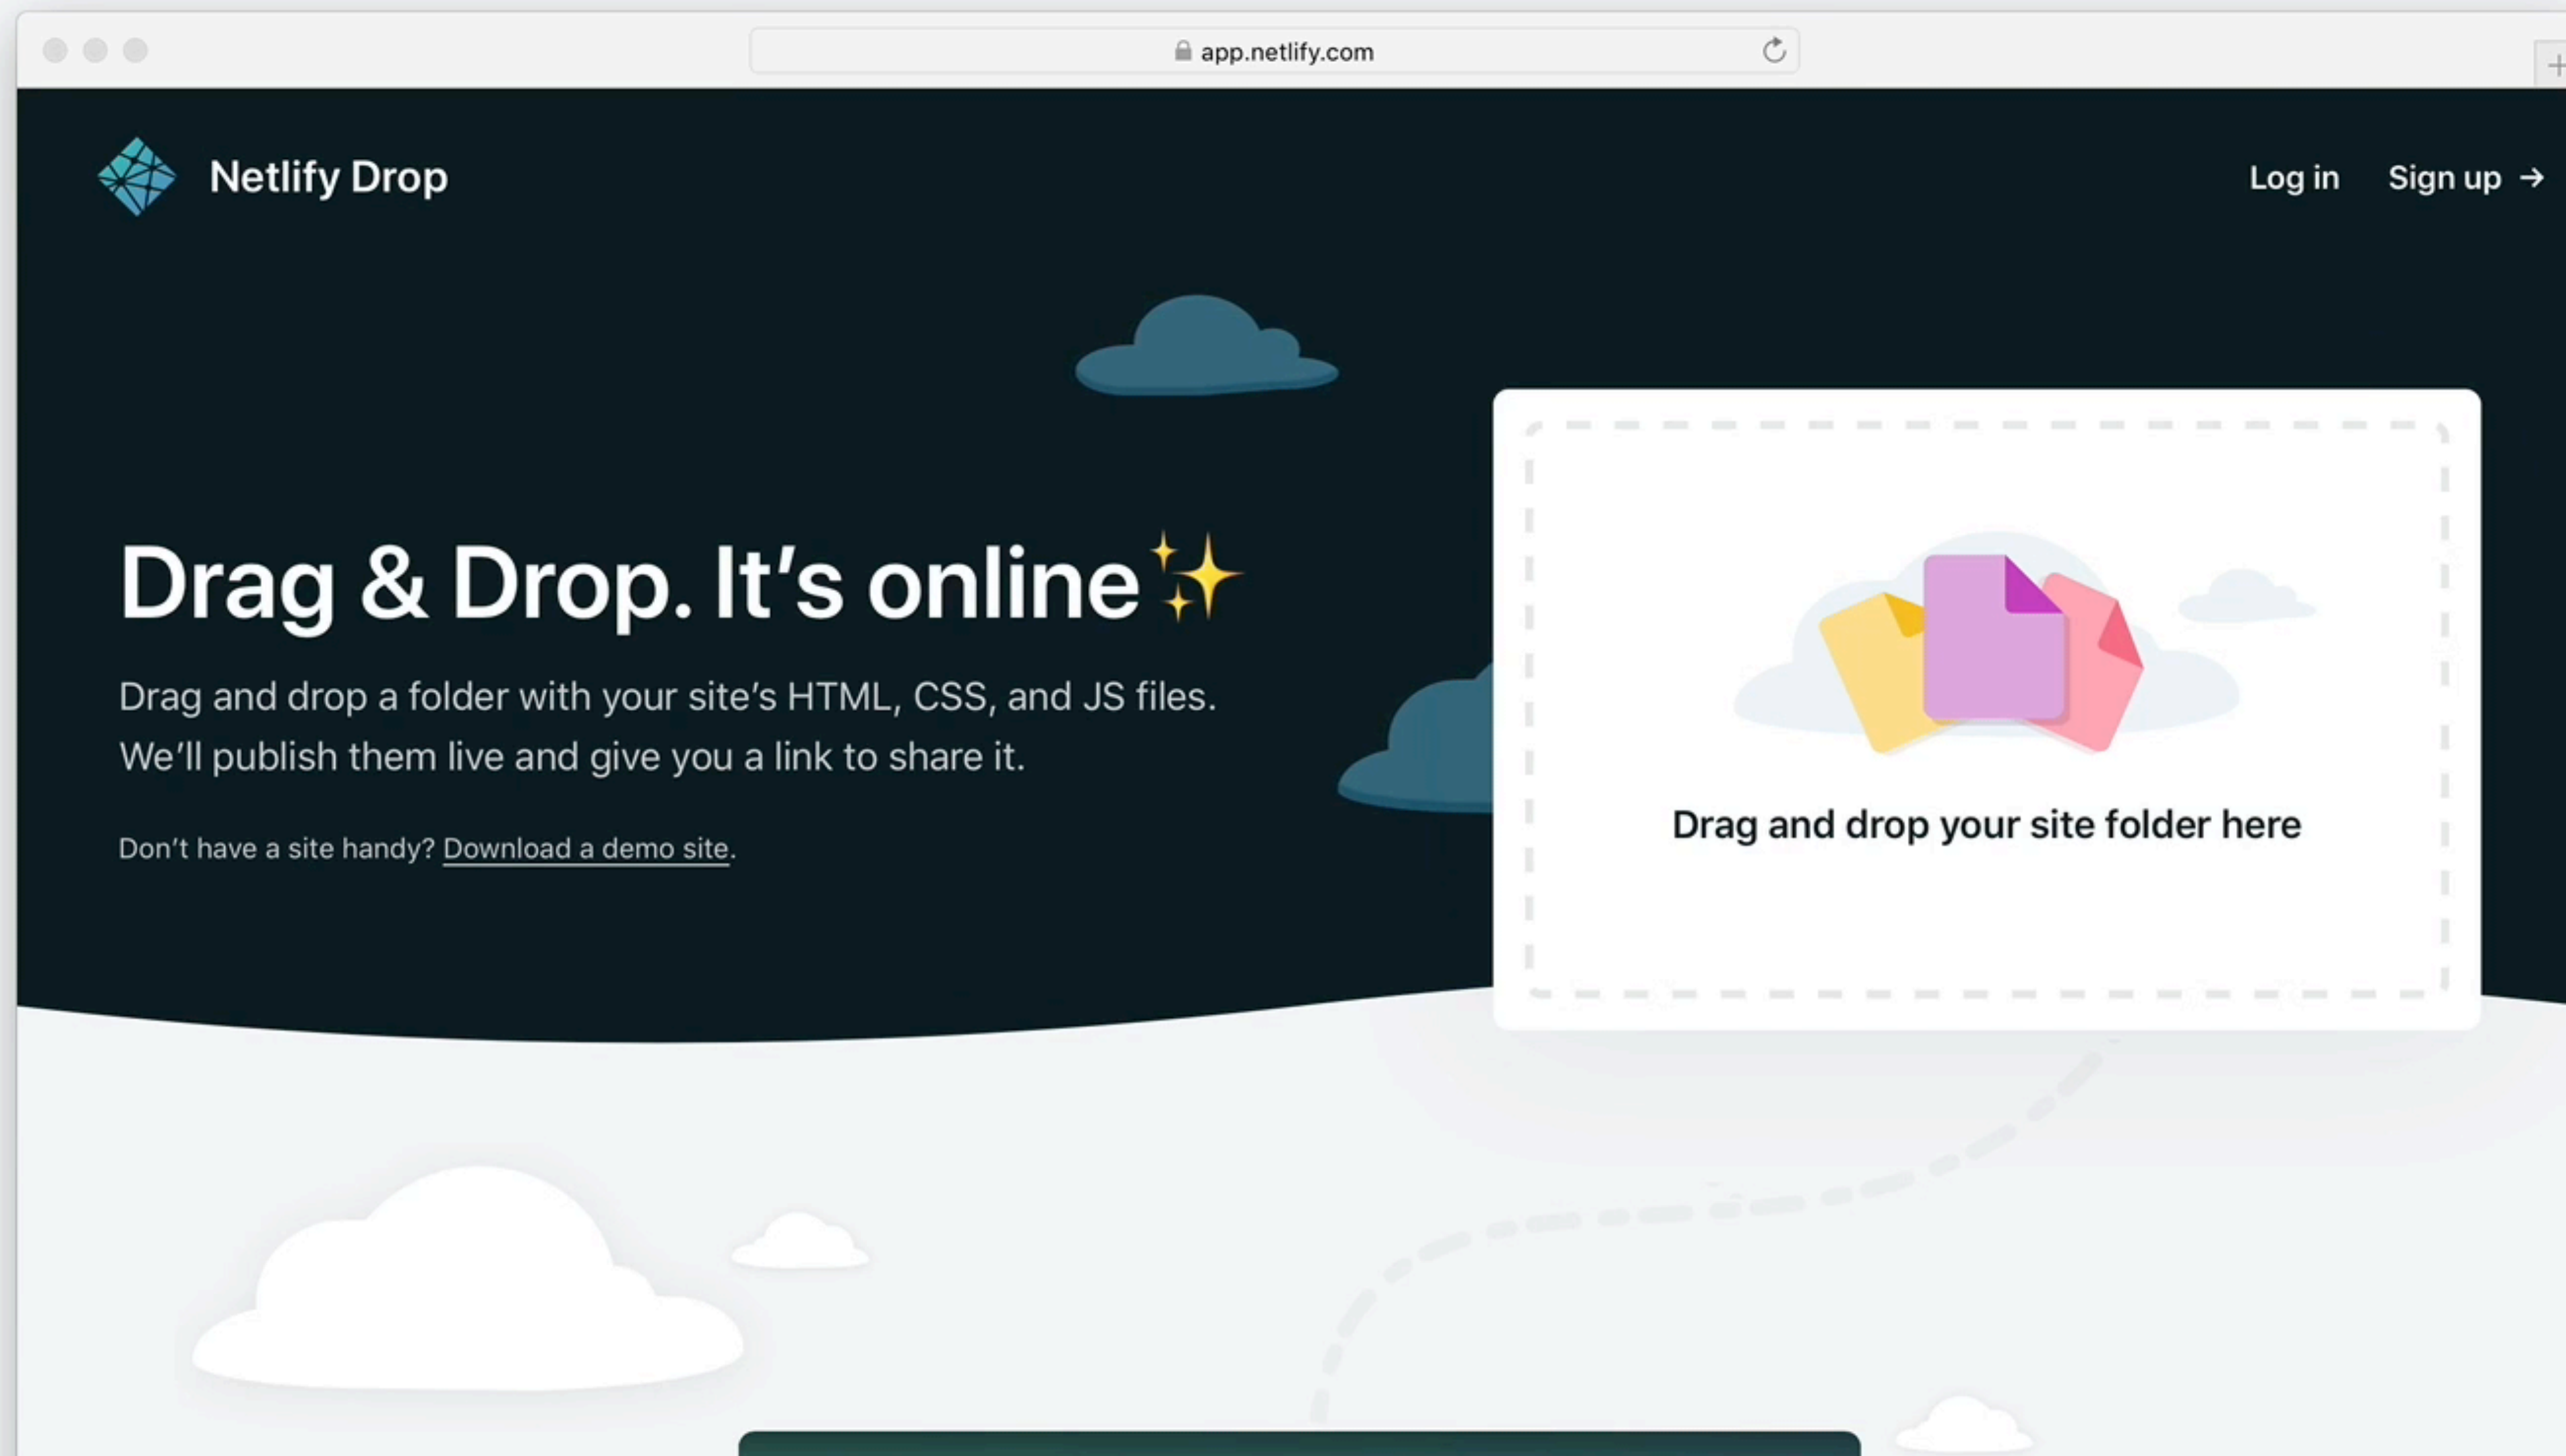 app.netlify.com
Netlify Drop
Log in
Sign up →
Drag & Drop. It’s online✨
Drag and drop a folder with your site’s HTML, CSS, and JS files.
We’ll publish them live and give you a link to share it.
Don’t have a site handy? Download a demo site.
Drag and drop your site folder here